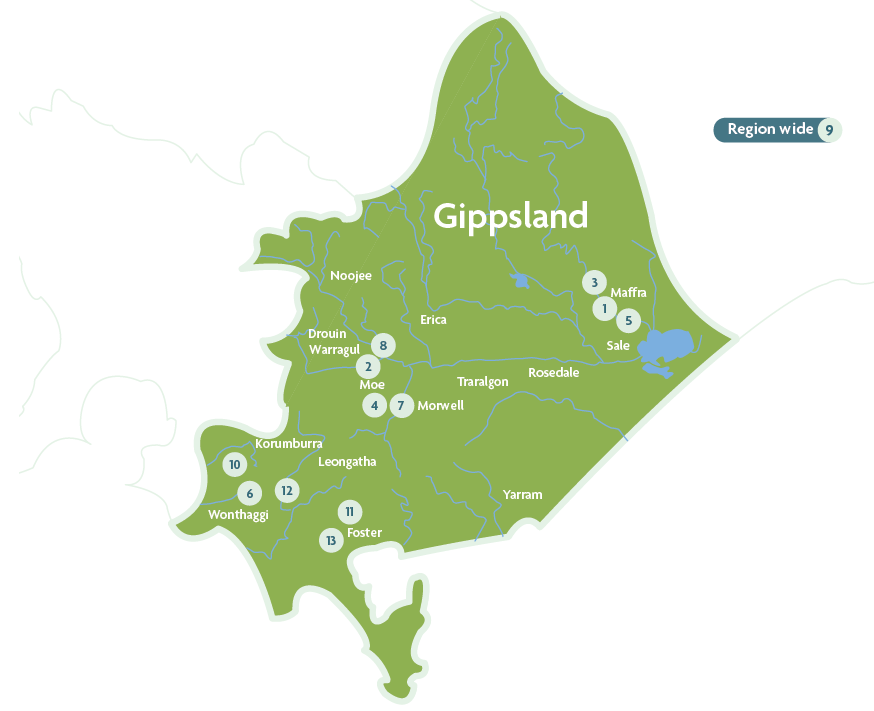 Region wide 9
Gippsland
Noojee
3
Maffra
1
5
Erica
Drouin
Warragul
8
Sale
2
Moe
Rosedale
Traralgon
4
7
Morwell
Korumburra
10
Leongatha
6
12
Yarram
Wonthaggi
11
Foster
13